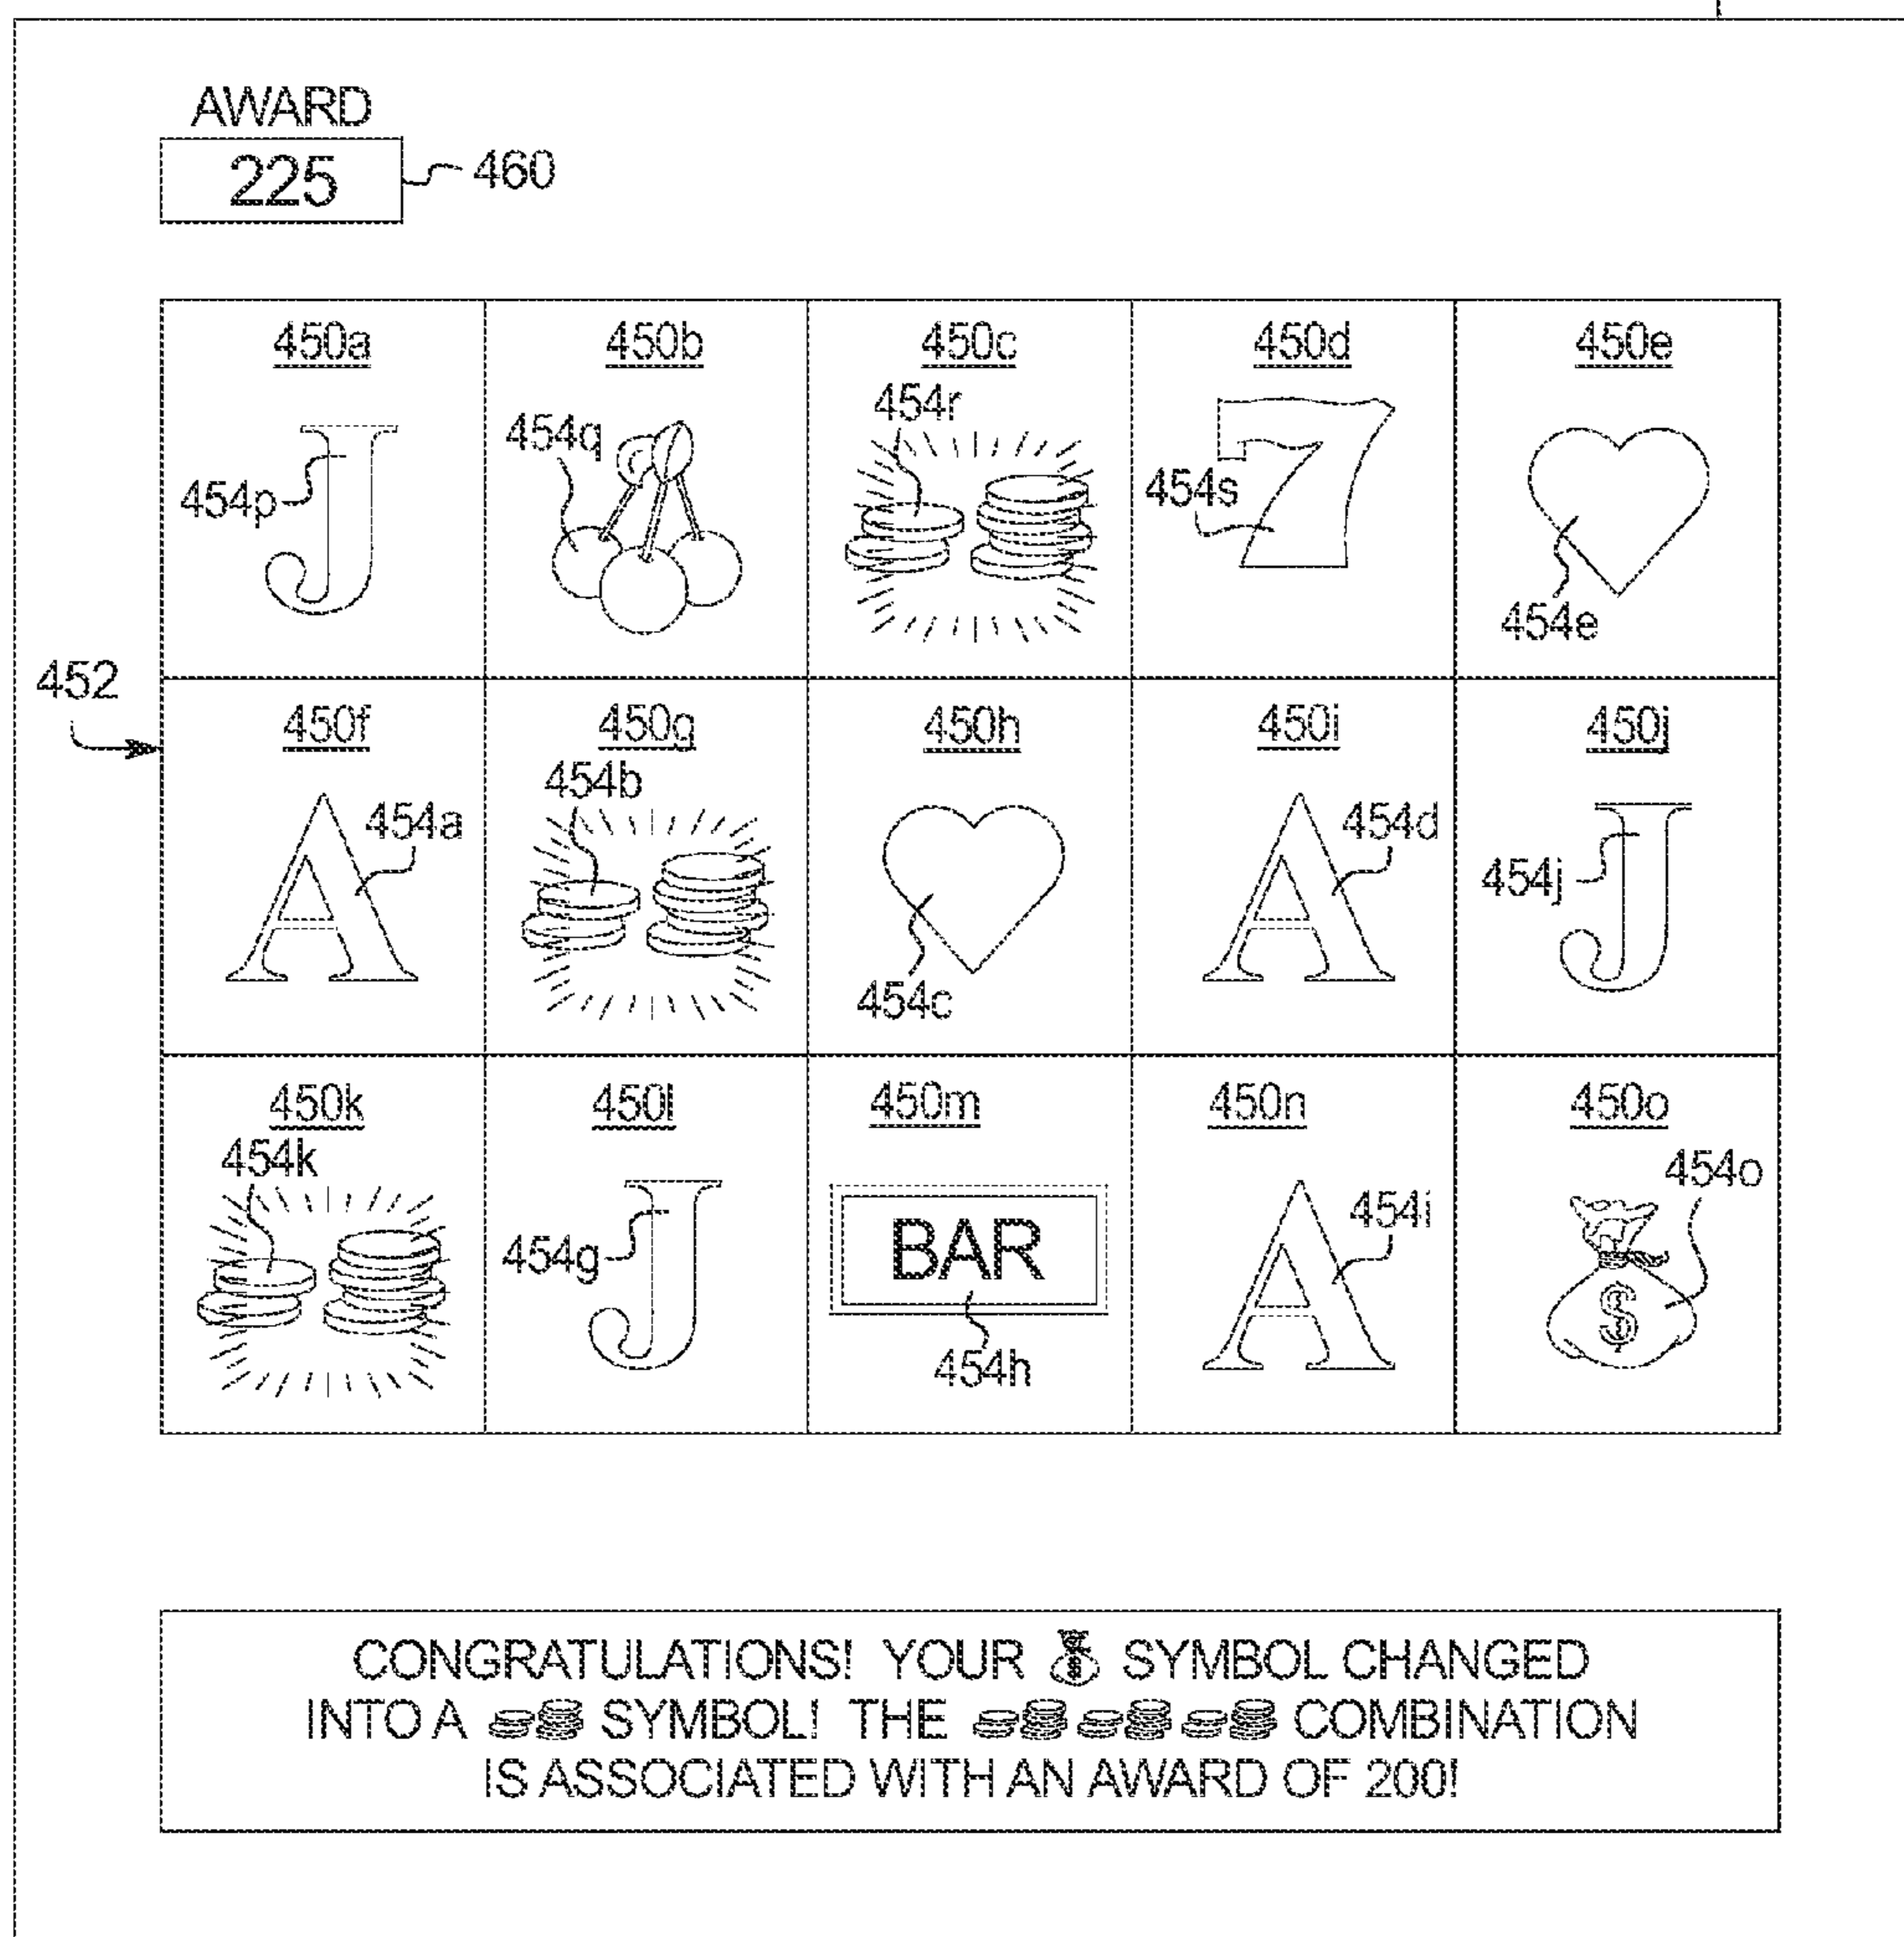 AWARD
225
460
450a
450b
450c
450d
450e
454r
454q
454p
J
454s
7
454e
452
450f
450g
450h
450i
450j
454b
454a
A
454d
A
454j
J
454c
450k
450l
450m
450n
450o
454k
454o
454g
J
BAR
454i
A
$
454h
CONGRATULATIONS! YOUR $ SYMBOL CHANGED
INTO A SYMBOL! THE COMBINATION
IS ASSOCIATED WITH AN AWARD OF 200!